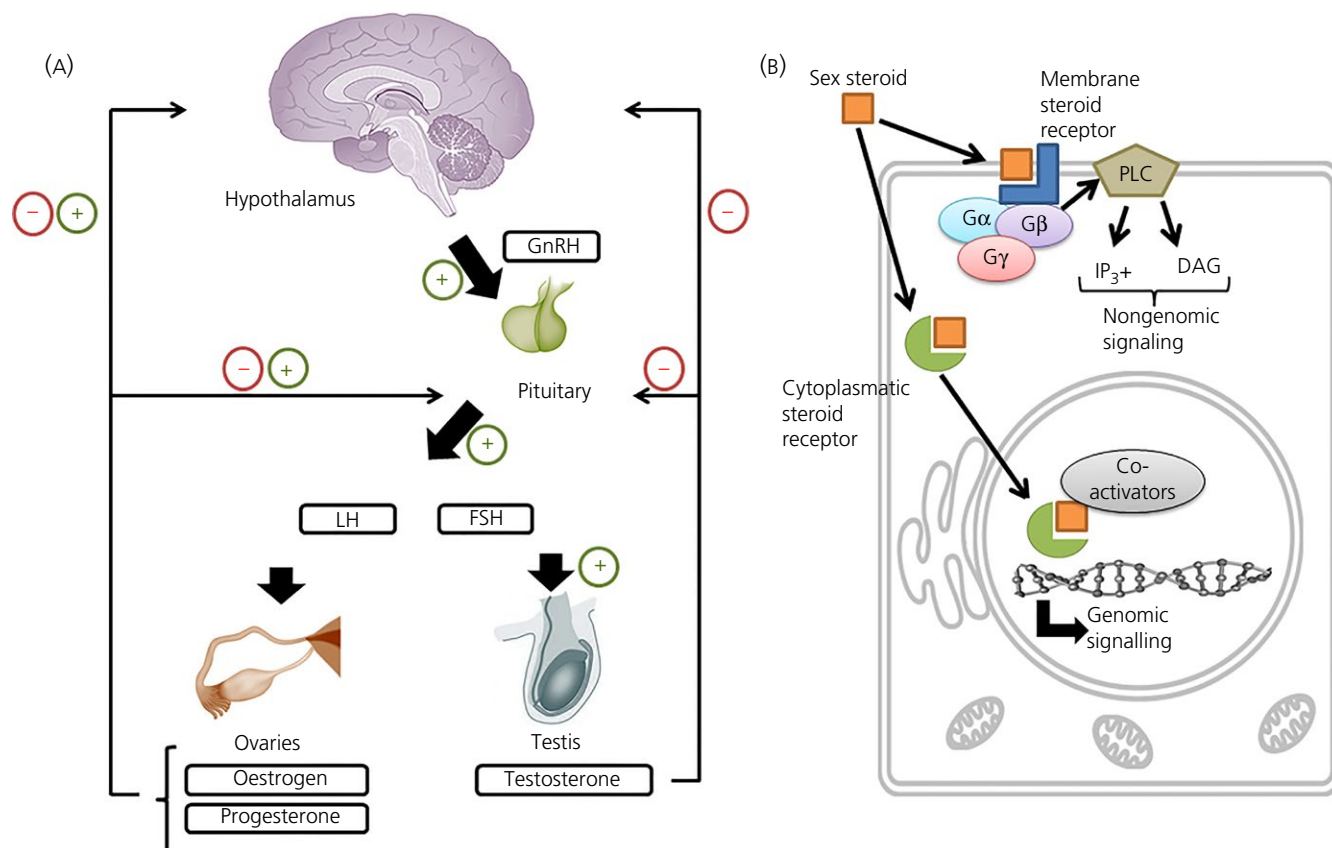 (A)
Hypothalamus
−
+
−
GnRH
+
Pituitary
−
+
−
+
LH
FSH
+
Ovaries
Testis
Oestrogen
Testosterone
Progesterone
(B)
Sex steroid
Membrane
steroid
receptor
PLC
Gα
Gβ
Gγ
IP₃+
DAG
Nongenomic
signaling
Cytoplasmatic
steroid
receptor
Co-
activators
Genomic
signalling